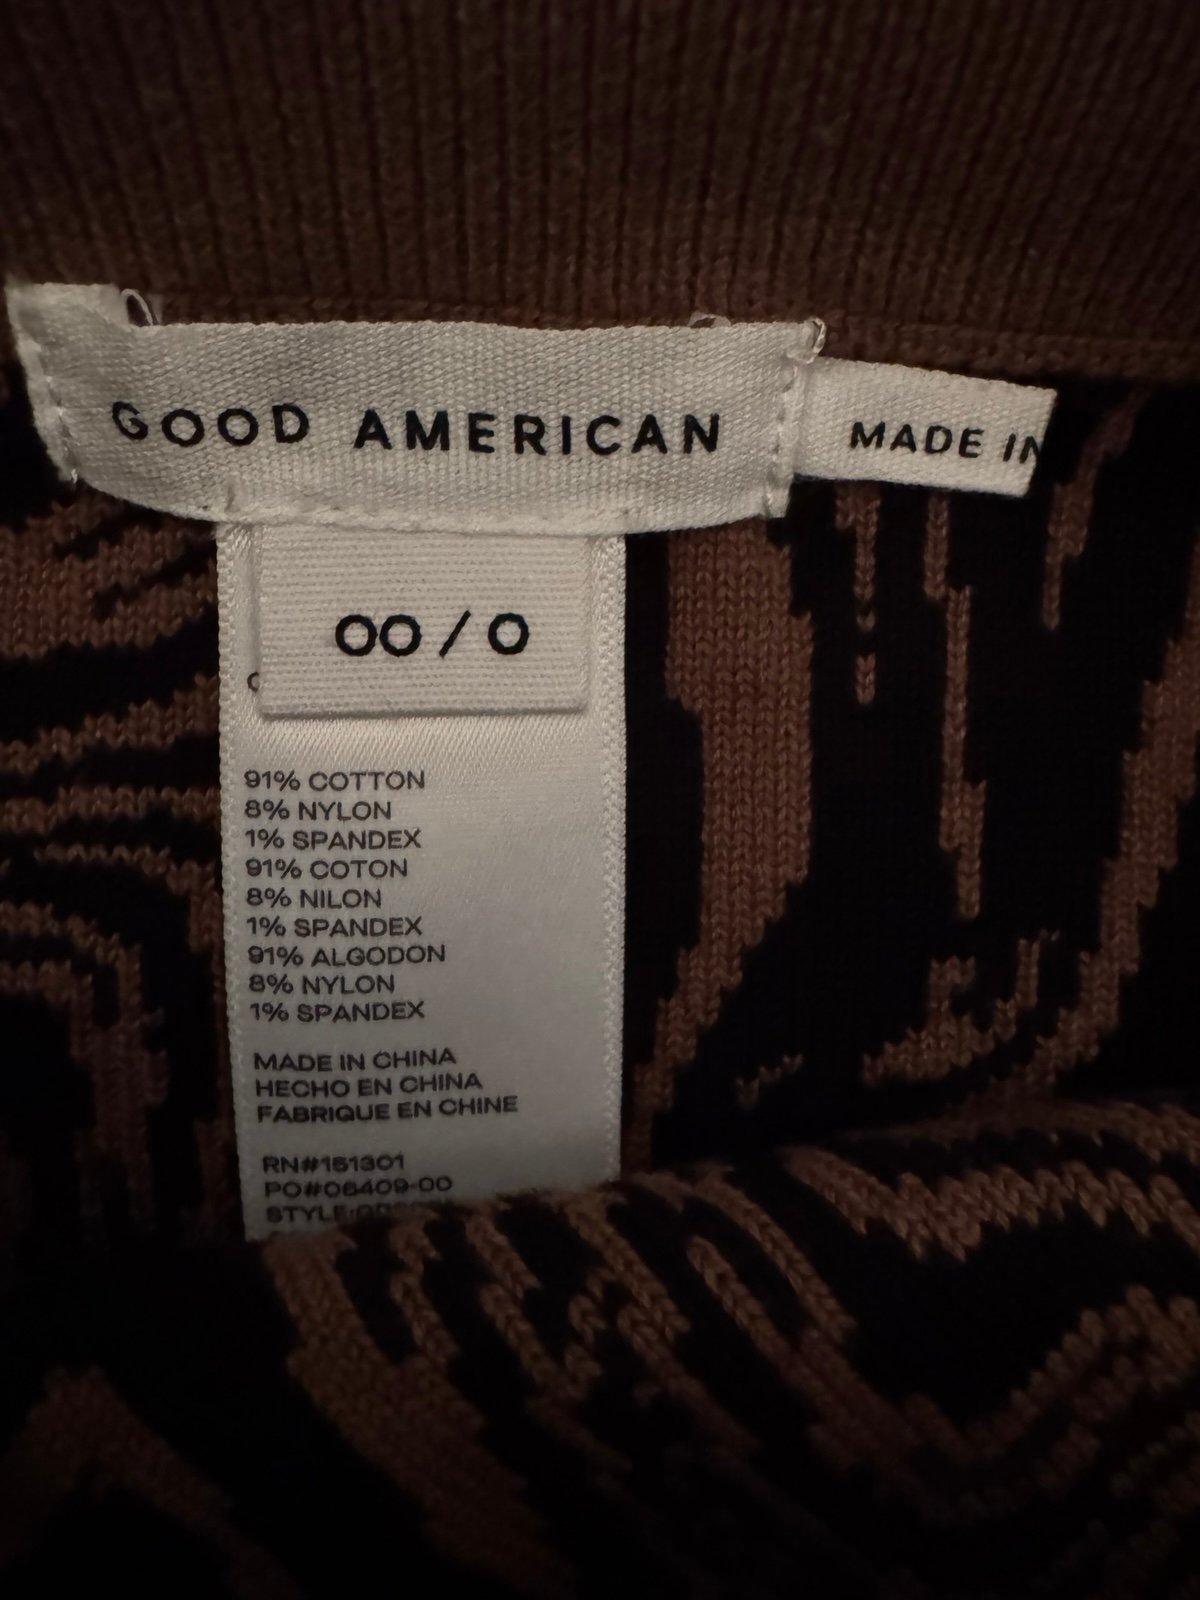 GOOD AMERICAN
MADE IN
00 / 0
91% COTTON
8% NYLON
1% SPANDEX
91% COTON
8% NILON
1% SPANDEX
91% ALGODON
8% NYLON
1% SPANDEX
MADE IN CHINA
HECHO EN CHINA
FABRIQUE EN CHINE
RN#151301
PO#06409-00